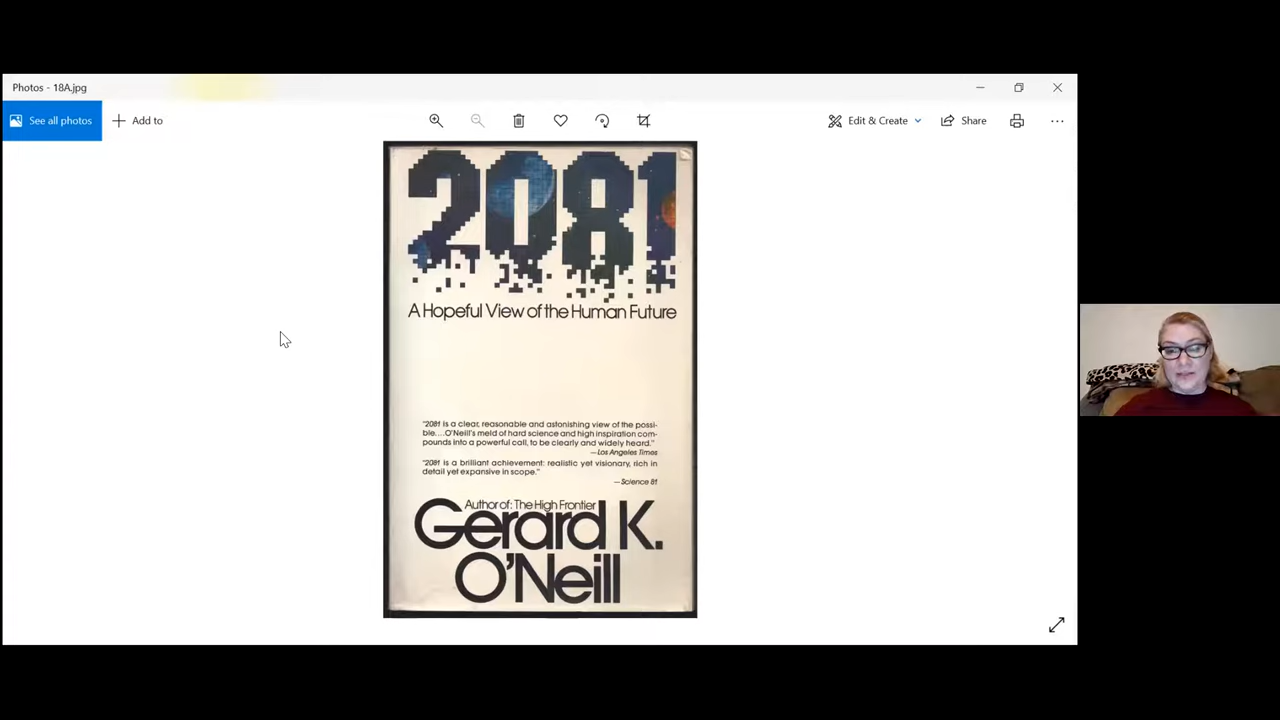 Photos - 18A.jpg
See all photos
Add to
Edit & Create
Share
2081
A Hopeful View of the Human Future
"2081 is a clear, reasonable and astonishing view of the possi-
ble....O'Neill's meld of hard science and high inspiration com-
pounds into a powerful call, to be clearly and widely heard."
—Los Angeles Times
"2081 is a brilliant achievement: realistic yet visionary, rich in
detail yet expansive in scope."
—Science 81
Author of: The High Frontier
Gerard K.
O'Neill